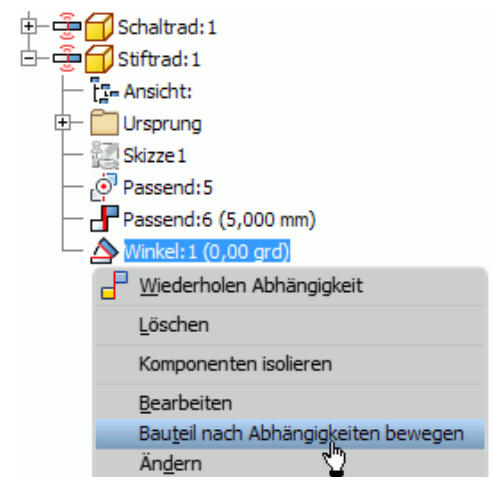 Schaltrad:1
Stiftrad:1
Ansicht:
Ursprung
Skizze1
Passend:5
Passend:6 (5,000 mm)
Winkel:1 (0,00 grd)
Wiederholen Abhängigkeit
Löschen
Komponenten isolieren
Bearbeiten
Bauteil nach Abhängigkeiten bewegen
Ändern